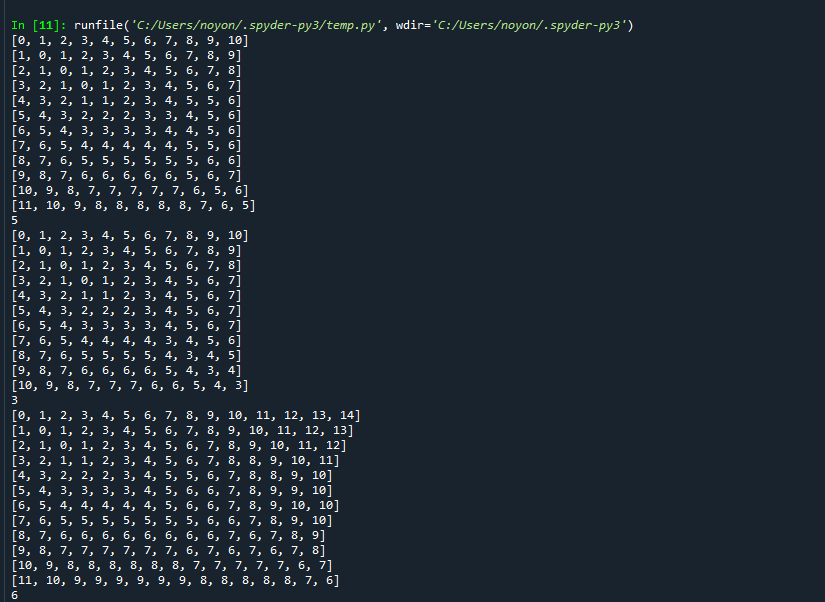 In [11]: runfile('C:/Users/noyon/.spyder-py3/temp.py', wdir='C:/Users/noyon/.spyder-py3')
[0, 1, 2, 3, 4, 5, 6, 7, 8, 9, 10]
[1, 0, 1, 2, 3, 4, 5, 6, 7, 8, 9]
[2, 1, 0, 1, 2, 3, 4, 5, 6, 7, 8]
[3, 2, 1, 0, 1, 2, 3, 4, 5, 6, 7]
[4, 3, 2, 1, 1, 2, 3, 4, 5, 5, 6]
[5, 4, 3, 2, 2, 2, 3, 3, 4, 5, 6]
[6, 5, 4, 3, 3, 3, 3, 4, 4, 5, 6]
[7, 6, 5, 4, 4, 4, 4, 4, 5, 5, 6]
[8, 7, 6, 5, 5, 5, 5, 5, 5, 6, 6]
[9, 8, 7, 6, 6, 6, 6, 6, 5, 6, 7]
[10, 9, 8, 7, 7, 7, 7, 7, 6, 5, 6]
[11, 10, 9, 8, 8, 8, 8, 8, 7, 6, 5]
5
[0, 1, 2, 3, 4, 5, 6, 7, 8, 9, 10]
[1, 0, 1, 2, 3, 4, 5, 6, 7, 8, 9]
[2, 1, 0, 1, 2, 3, 4, 5, 6, 7, 8]
[3, 2, 1, 0, 1, 2, 3, 4, 5, 6, 7]
[4, 3, 2, 1, 1, 2, 3, 4, 5, 6, 7]
[5, 4, 3, 2, 2, 2, 3, 4, 5, 6, 7]
[6, 5, 4, 3, 3, 3, 3, 4, 5, 6, 7]
[7, 6, 5, 4, 4, 4, 4, 3, 4, 5, 6]
[8, 7, 6, 5, 5, 5, 5, 4, 3, 4, 5]
[9, 8, 7, 6, 6, 6, 6, 5, 4, 3, 4]
[10, 9, 8, 7, 7, 7, 6, 6, 5, 4, 3]
3
[0, 1, 2, 3, 4, 5, 6, 7, 8, 9, 10, 11, 12, 13, 14]
[1, 0, 1, 2, 3, 4, 5, 6, 7, 8, 9, 10, 11, 12, 13]
[2, 1, 0, 1, 2, 3, 4, 5, 6, 7, 8, 9, 10, 11, 12]
[3, 2, 1, 1, 2, 3, 4, 5, 6, 7, 8, 8, 9, 10, 11]
[4, 3, 2, 2, 2, 3, 4, 5, 5, 6, 7, 8, 8, 9, 10]
[5, 4, 3, 3, 3, 3, 4, 5, 6, 6, 7, 8, 9, 9, 10]
[6, 5, 4, 4, 4, 4, 4, 5, 6, 6, 7, 8, 9, 10, 10]
[7, 6, 5, 5, 5, 5, 5, 5, 5, 6, 6, 7, 8, 9, 10]
[8, 7, 6, 6, 6, 6, 6, 6, 6, 6, 7, 6, 7, 8, 9]
[9, 8, 7, 7, 7, 7, 7, 7, 6, 7, 6, 7, 6, 7, 8]
[10, 9, 8, 8, 8, 8, 8, 8, 7, 7, 7, 7, 7, 6, 7]
[11, 10, 9, 9, 9, 9, 9, 9, 8, 8, 8, 8, 8, 7, 6]
6